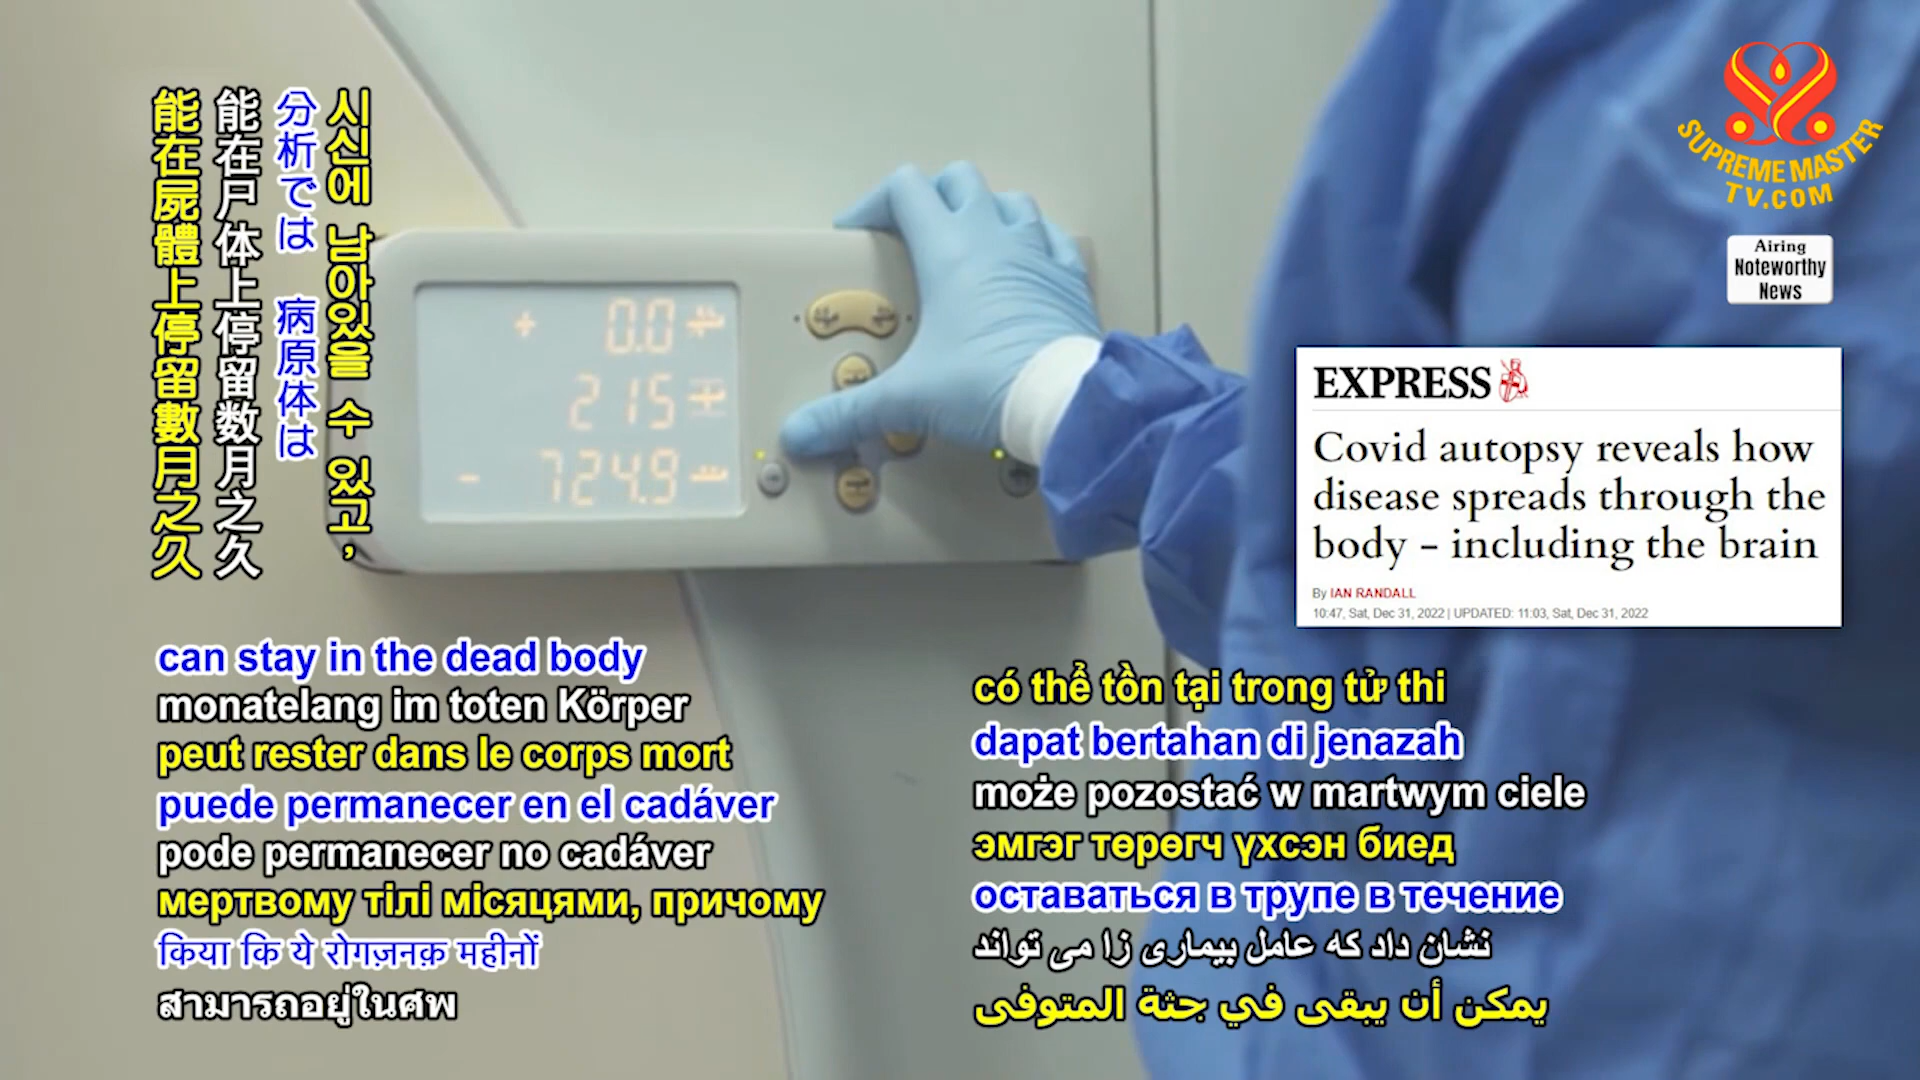 能在屍體上停留數月之久
能在尸体上停留数月之久
分析では 病原体は
시신에 남아있을 수 있고,
can stay in the dead body
monatelang im toten Körper
peut rester dans le corps mort
puede permanecer en el cadáver
pode permanecer no cadáver
мертвому тілі місяцями, причому
किया कि ये रोगज़नक़ महीनों
สามารถอยู่ในศพ
có thể tồn tại trong tử thi
dapat bertahan di jenazah
może pozostać w martwym ciele
эмгэг төрөгч үхсэн биед
оставаться в трупе в течение
نشان داد که عامل بیماری زا می تواند
يمكن أن يبقى في جثة المتوفى
SUPREME MASTER
TV.COM
Airing
Noteworthy
News
EXPRESS
Covid autopsy reveals how
disease spreads through the
body – including the brain
By IAN RANDALL
10:47, Sat, Dec 31, 2022 | UPDATED: 11:03, Sat, Dec 31, 2022
+ 0.0
215
- 724.9